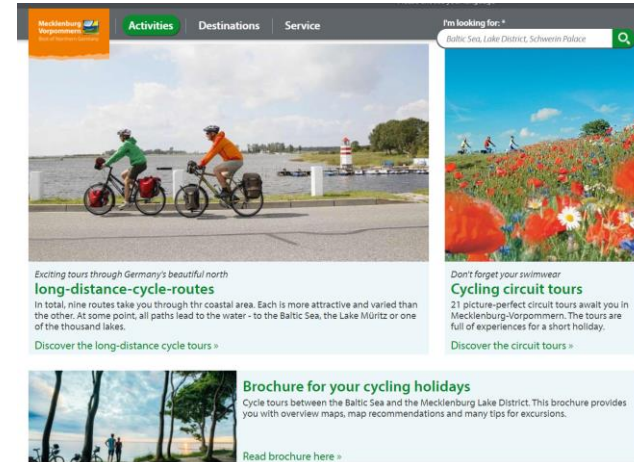 Mecklenburg
Vorpommern
Best of Northern Germany
Activities
Destinations
Service
I'm looking for: *
Baltic Sea, Lake District, Schwerin Palace
Exciting tours through Germany's beautiful north
long-distance-cycle-routes
In total, nine routes take you through thr coastal area. Each is more attractive and varied than
the other. At some point, all paths lead to the water - to the Baltic Sea, the Lake Müritz or one
of the thousand lakes.
Discover the long-distance cycle tours »
Don't forget your swimwear
Cycling circuit tours
21 picture-perfect circuit tours await you in
Mecklenburg-Vorpommern. The tours are
full of experiences for a short holiday.
Discover the circuit tours »
Brochure for your cycling holidays
Cycle tours between the Baltic Sea and the Mecklenburg Lake District. This brochure provides
you with overview maps, map recommendations and many tips for excursions.
Read brochure here »